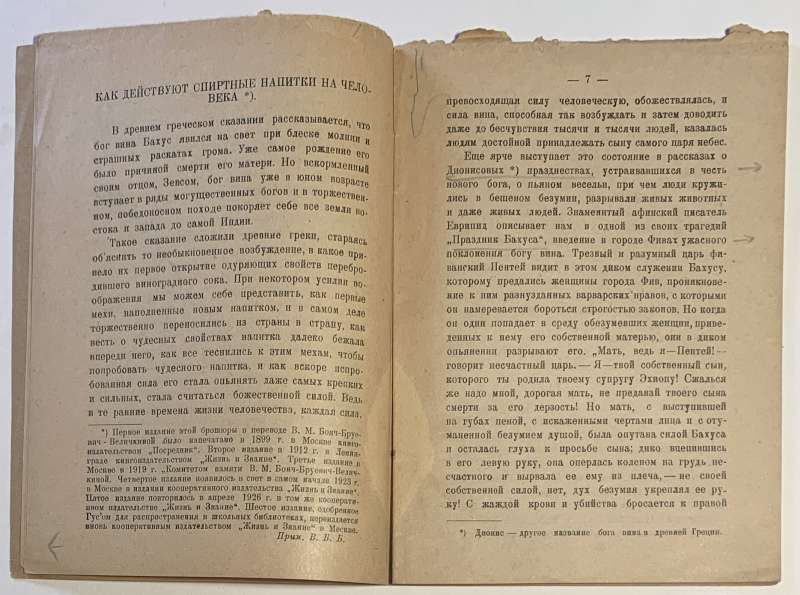 КАК ДЕЙСТВУЮТ СПИРТНЫЕ НАПИТКИ НА ЧЕЛО-
ВЕКА *).
В древнем греческом сказании рассказывается, что
бог вина Бахус явился на свет при блеске молнии и
страшных раскатах грома. Уже самое рождение его
было причиной смерти его матери. Но вскормленный
своим отцом, Зевсом, бог вина уже в юном возрасте
вступает в ряды могущественных богов и в торжествен-
ном, победоносном походе покоряет себе все земли во-
стока и запада до самой Индии.
Такое сказание сложили древние греки, стараясь
об'яснить то необыкновенное возбуждение, в какое при-
вело их первое открытие одуряющих свойств перебро-
дившего виноградного сока. При некотором усилии во-
ображения мы можем себе представить, как первые
мехи, наполненные новым напитком, и в самом деле
торжественно переносились из страны в страну, как
весть о чудесных свойствах напитка далеко бежала
впереди него, как все теснились к этим мехам, чтобы
попробовать чудесного напитка, и как вскоре испро-
бованная сила его стала опьянять даже самых крепких
и сильных, стала считаться божественной силой. Ведь
в те ранние времена жизни человечества, каждая сила,
*) Первое издание этой брошюры в переводе В. М. Бонч-Бруе-
вич-Величкиной было напечатано в 1899 г. в Москве книго-
издательством „Посредник“. Второе издание в 1912 г. в Ленин-
граде книгоиздательством „Жизнь и Знание“. Третье издание в
Москве в 1919 г. „Комитетом памяти В. М. Бонч-Бруевич-Велич-
киной. Четвертое издание появилось в свет в самом начале 1923 г.
в Москве в издании кооперативного издательства „Жизнь и Знание“.
Пятое издание повторилось в апреле 1926 г. в том же кооператив-
ном издательстве „Жизнь и Знание“. Шестое издание, одобренное
Гус'ом для распространения в школьных библиотеках, переиздается
вновь кооперативным издательством „Жизнь и Знание“ в Москве.
Прим. В. Б. Б.
— 7 —
превосходящая силу человеческую, обожествлялась, и
сила вина, способная так возбуждать и затем доводить
даже до бесчувствия тысячи и тысячи людей, казалась
людям достойной принадлежать сыну самого царя небес.
Еще ярче выступает это состояние в рассказах о
Дионисовых *) празднествах, устраивавшихся в честь
нового бога, о пьяном весельи, при чем люди кружи-
лись в бешеном безумии, разрывали живых животных
и даже живых людей. Знаменитый афинский писатель
Еврипид описывает нам в одной из своих трагедий
„Праздник Бахуса“, введение в городе Фивах ужасного
поклонения богу вина. Трезвый и разумный царь фи-
ванский Пентей видит в этом диком служении Бахусу,
которому предались женщины города Фив, проникнове-
ние к ним разнузданных варварских нравов, с которыми
он намеревается бороться строгостью законов. Но когда
он один попадает в среду обезумевших женщин, приве-
денных к нему его собственной матерью, они в диком
опьянении разрывают его. „Мать, ведь я—Пентей!—
говорит несчастный царь. — Я—твой собственный сын,
которого ты родила твоему супругу Эхиону! Сжалься
же надо мной, дорогая мать, не предавай твоего сына
смерти за его дерзость! Но мать, с выступившей
на губах пеной, с искаженными чертами лица и с оту-
маненной безумием душой, была опутана силой Бахуса
и осталась глуха к просьбе сына; дико вцепившись
в его левую руку, она оперлась коленом на грудь не-
счастного и вырвала ее ему из плеча, — не своей
собственной силой, нет, дух безумия укреплял ее ру-
ку! С жаждой крови и убийства бросается к правой
*) Дионис — другое название бога вина в древней Греции.